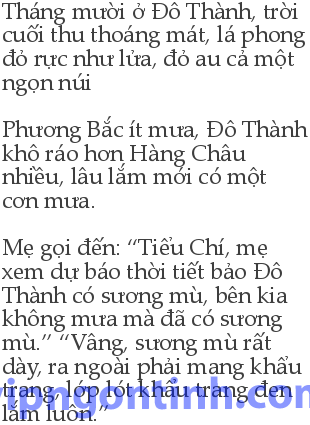 Tháng mười ở Đô Thành, trời
cuối thu thoáng mát, lá phong
đỏ rực như lửa, đỏ au cả một
ngọn núi
Phương Bắc ít mưa, Đô Thành
khô ráo hơn Hàng Châu
nhiều, lâu lắm mới có một
cơn mưa.
Mẹ gọi đến: “Tiểu Chí, mẹ
xem dự báo thời tiết bảo Đô
Thành có sương mù, bên kia
không mưa mà đã có sương
mù.” “Vâng, sương mù rất
dày, ra ngoài phải mang khẩu
trang, lớp lót khẩu trang đen
lắm luôn.”
vipngontinh.com